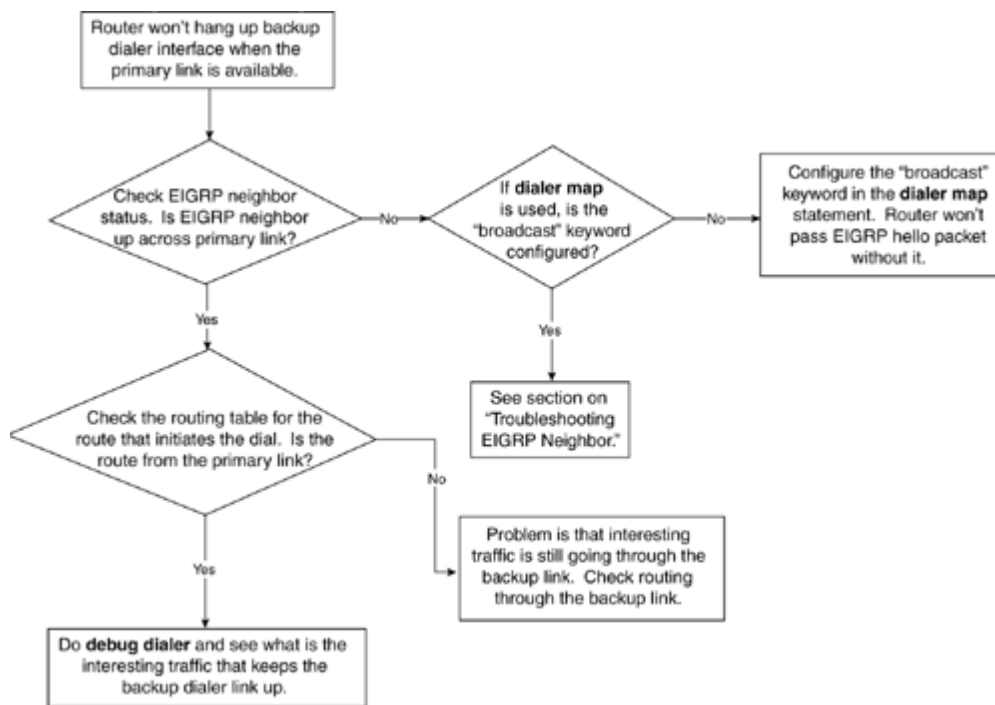 Router won't hang up backup
dialer interface when the
primary link is available.
Check EIGRP neighbor
status. Is EIGRP neighbor
up across primary link?
No
If dialer map
is used, is the
"broadcast" keyword
configured?
No
Configure the "broadcast"
keyword in the dialer map
statement. Router won't
pass EIGRP hello packet
without it.
Yes
Yes
See section on
"Troubleshooting
EIGRP Neighbor."
Check the routing table for the
route that initiates the dial. Is the
route from the primary link?
No
Problem is that interesting
traffic is still going through the
backup link. Check routing
through the backup link.
Yes
Do debug dialer and see what is the
interesting traffic that keeps the
backup dialer link up.